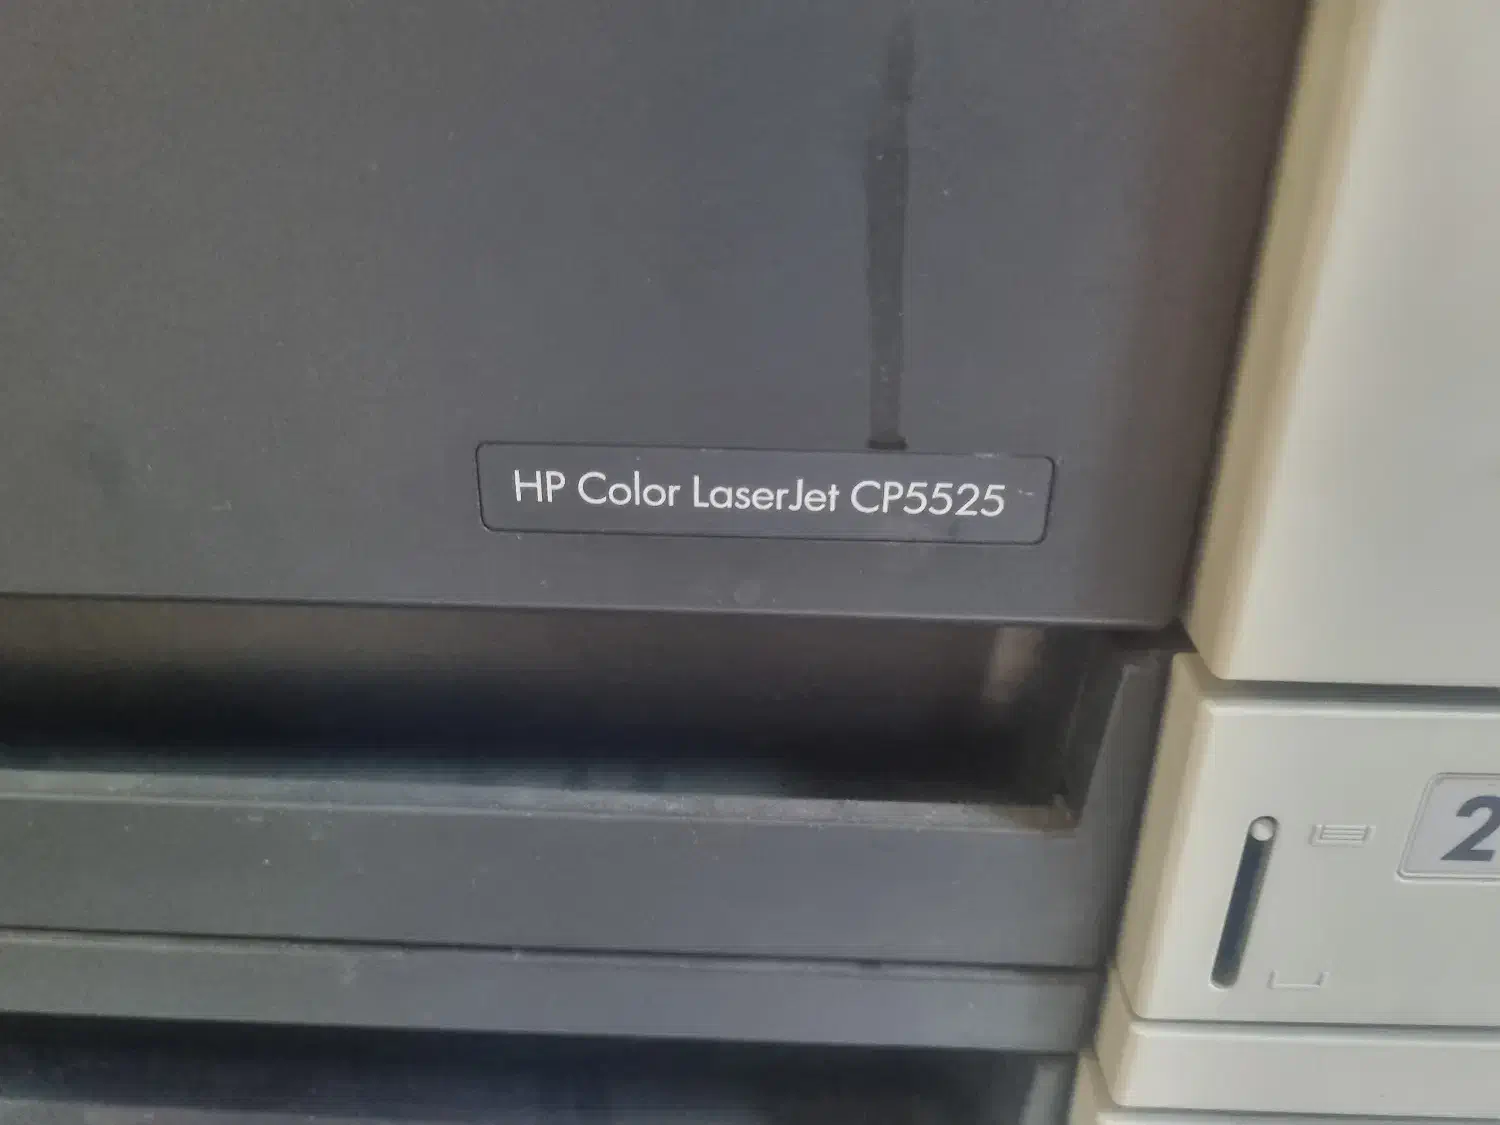 HP Color LaserJet CP5525
2